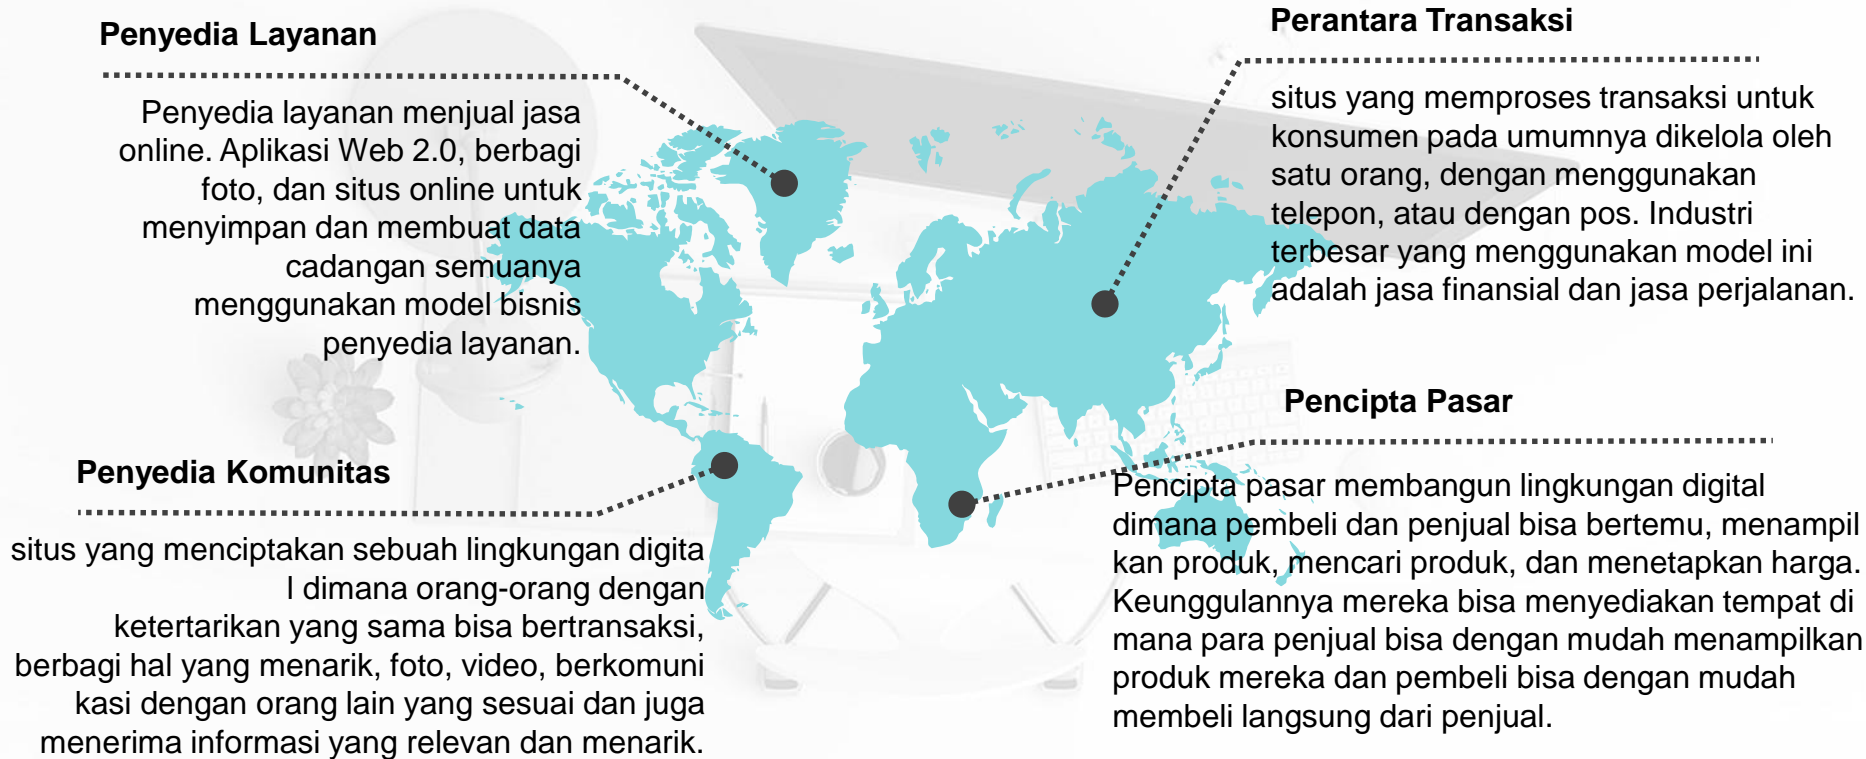 Penyedia Layanan
Penyedia layanan menjual jasa
online. Aplikasi Web 2.0, berbagi
foto, dan situs online untuk
menyimpan dan membuat data
cadangan semuanya
menggunakan model bisnis
penyedia layanan.
Perantara Transaksi
situs yang memproses transaksi untuk
konsumen pada umumnya dikelola oleh
satu orang, dengan menggunakan
telepon, atau dengan pos. Industri
terbesar yang menggunakan model ini
adalah jasa finansial dan jasa perjalanan.
Penyedia Komunitas
situs yang menciptakan sebuah lingkungan digita
l dimana orang-orang dengan
ketertarikan yang sama bisa bertransaksi,
berbagi hal yang menarik, foto, video, berkomuni
kasi dengan orang lain yang sesuai dan juga
menerima informasi yang relevan dan menarik.
Pencipta Pasar
Pencipta pasar membangun lingkungan digital
dimana pembeli dan penjual bisa bertemu, menampil
kan produk, mencari produk, dan menetapkan harga.
Keunggulannya mereka bisa menyediakan tempat di
mana para penjual bisa dengan mudah menampilkan
produk mereka dan pembeli bisa dengan mudah
membeli langsung dari penjual.